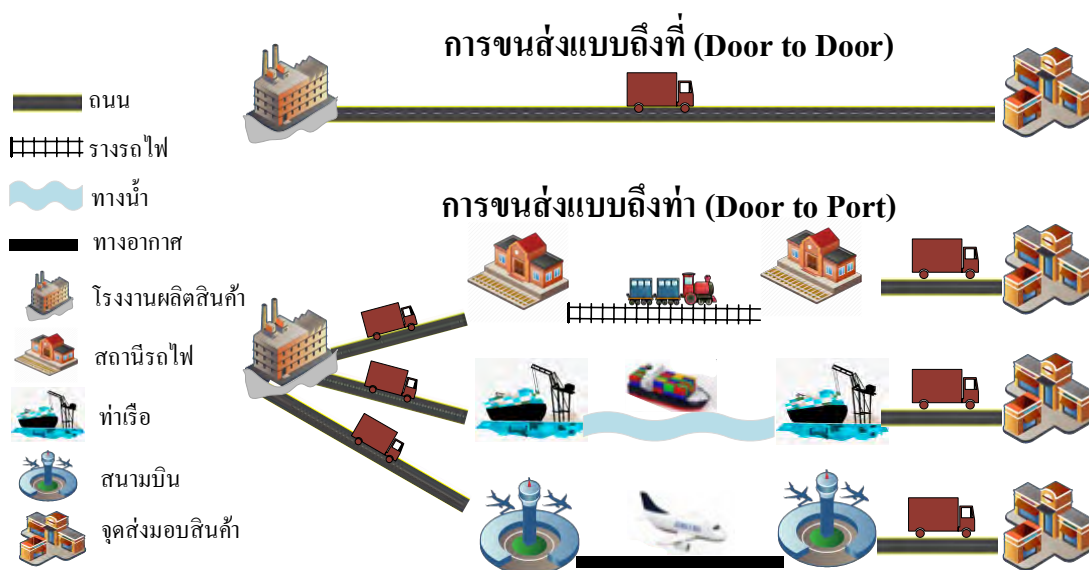 การขนส่งแบบถึงที่ (Door to Door)
ถนน
รางรถไฟ
ทางน้ำ
ทางอากาศ
โรงงานผลิตสินค้า
สถานีรถไฟ
ท่าเรือ
สนามบิน
จุดส่งมอบสินค้า
การขนส่งแบบถึงท่า (Door to Port)